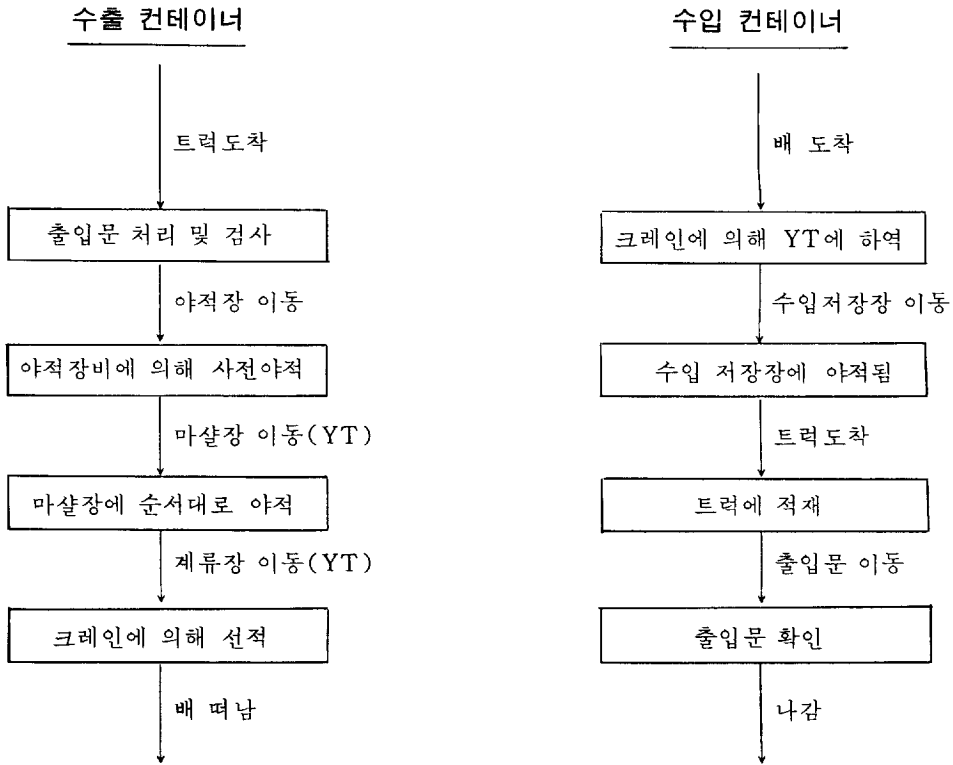 수출 컨테이너
트럭도착
출입문 처리 및 검사
야적장 이동
야적장비에 의해 사전야적
마샬장 이동(YT)
마샬장에 순서대로 야적
계류장 이동(YT)
크레인에 의해 선적
배 떠남
수입 컨테이너
배 도착
크레인에 의해 YT에 하역
수입저장장 이동
수입 저장장에 야적됨
트럭도착
트럭에 적재
출입문 이동
출입문 확인
나감